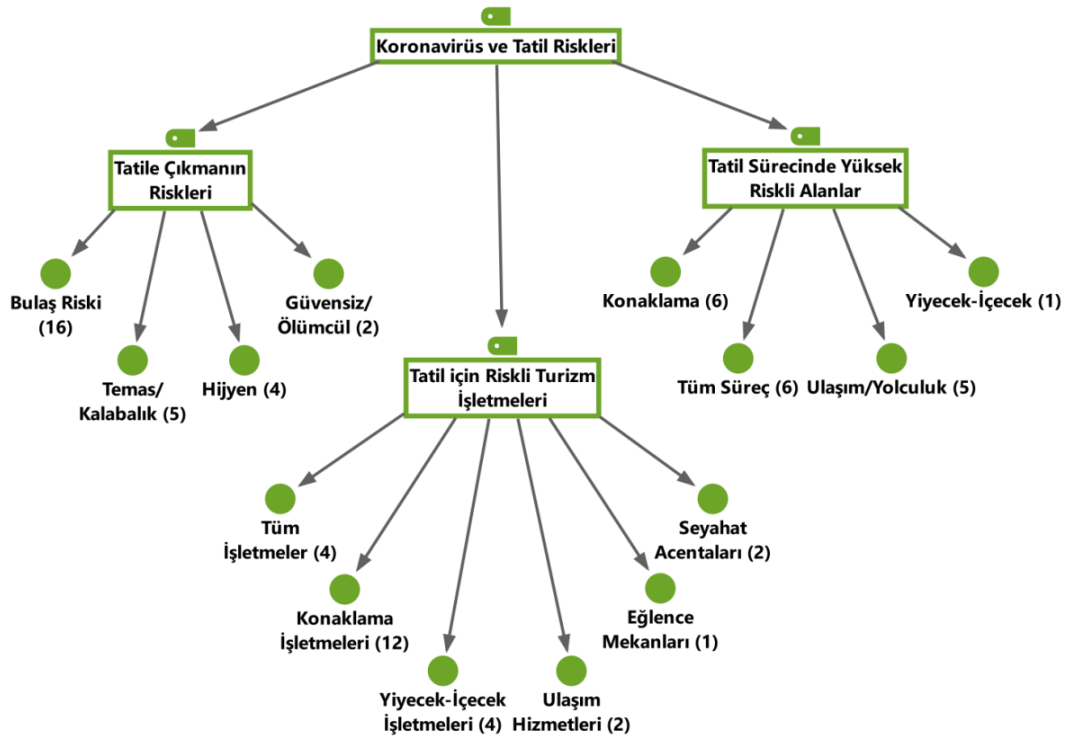 Koronavirüs ve Tatil Riskleri
Tatile Çıkmanın
Riskleri
Bulaş Riski
(16)
Temas/
Kalabalık (5)
Hijyen (4)
Güvensiz/
Ölümcül (2)
Tatil için Riskli Turizm
İşletmeleri
Tüm
İşletmeler (4)
Konaklama
İşletmeleri (12)
Yiyecek-İçecek
İşletmeleri (4)
Ulaşım
Hizmetleri (2)
Eğlence
Mekanları (1)
Seyahat
Acentaları (2)
Tatil Sürecinde Yüksek
Riskli Alanlar
Konaklama (6)
Tüm Süreç (6)
Ulaşım/Yolculuk (5)
Yiyecek-İçecek (1)